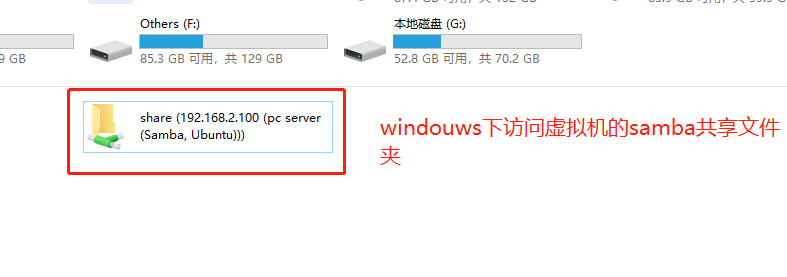 Others (F:)
本地磁盘 (G:)
9 GB
85.3 GB 可用，共 129 GB
52.8 GB 可用，共 70.2 GB
share (192.168.2.100 (pc server
(Samba, Ubuntu)))
windouws下访问虚拟机的samba共享文件
夹